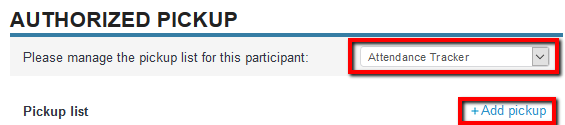 AUTHORIZED PICKUP
Please manage the pickup list for this participant: Attendance Tracker
Pickup list +Add pickup